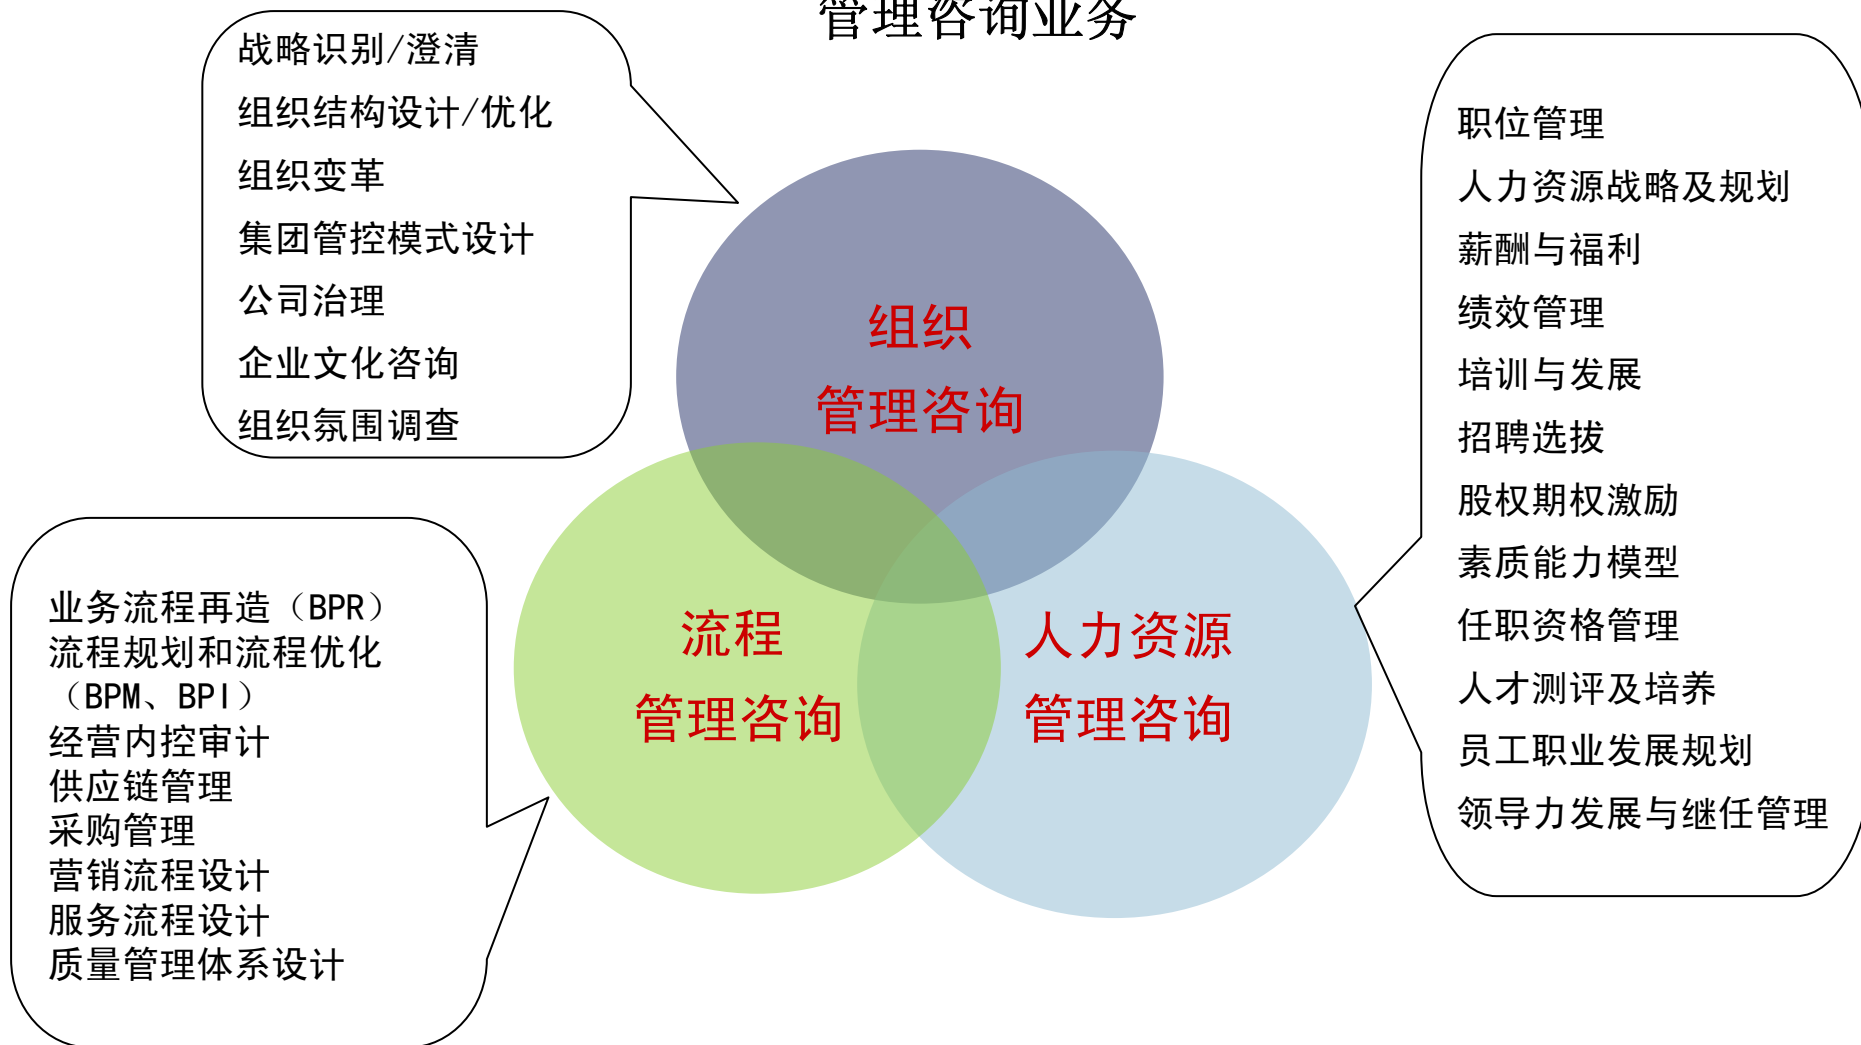 管理咨询业务
战略识别/澄清
组织结构设计/优化
组织变革
集团管控模式设计
公司治理
企业文化咨询
组织氛围调查
职位管理
人力资源战略及规划
薪酬与福利
绩效管理
培训与发展
招聘选拔
股权期权激励
素质能力模型
任职资格管理
人才测评及培养
员工职业发展规划
领导力发展与继任管理
组织
管理咨询
流程
管理咨询
人力资源
管理咨询
业务流程再造（BPR）
流程规划和流程优化
（BPM、BPI）
经营内控审计
供应链管理
采购管理
营销流程设计
服务流程设计
质量管理体系设计